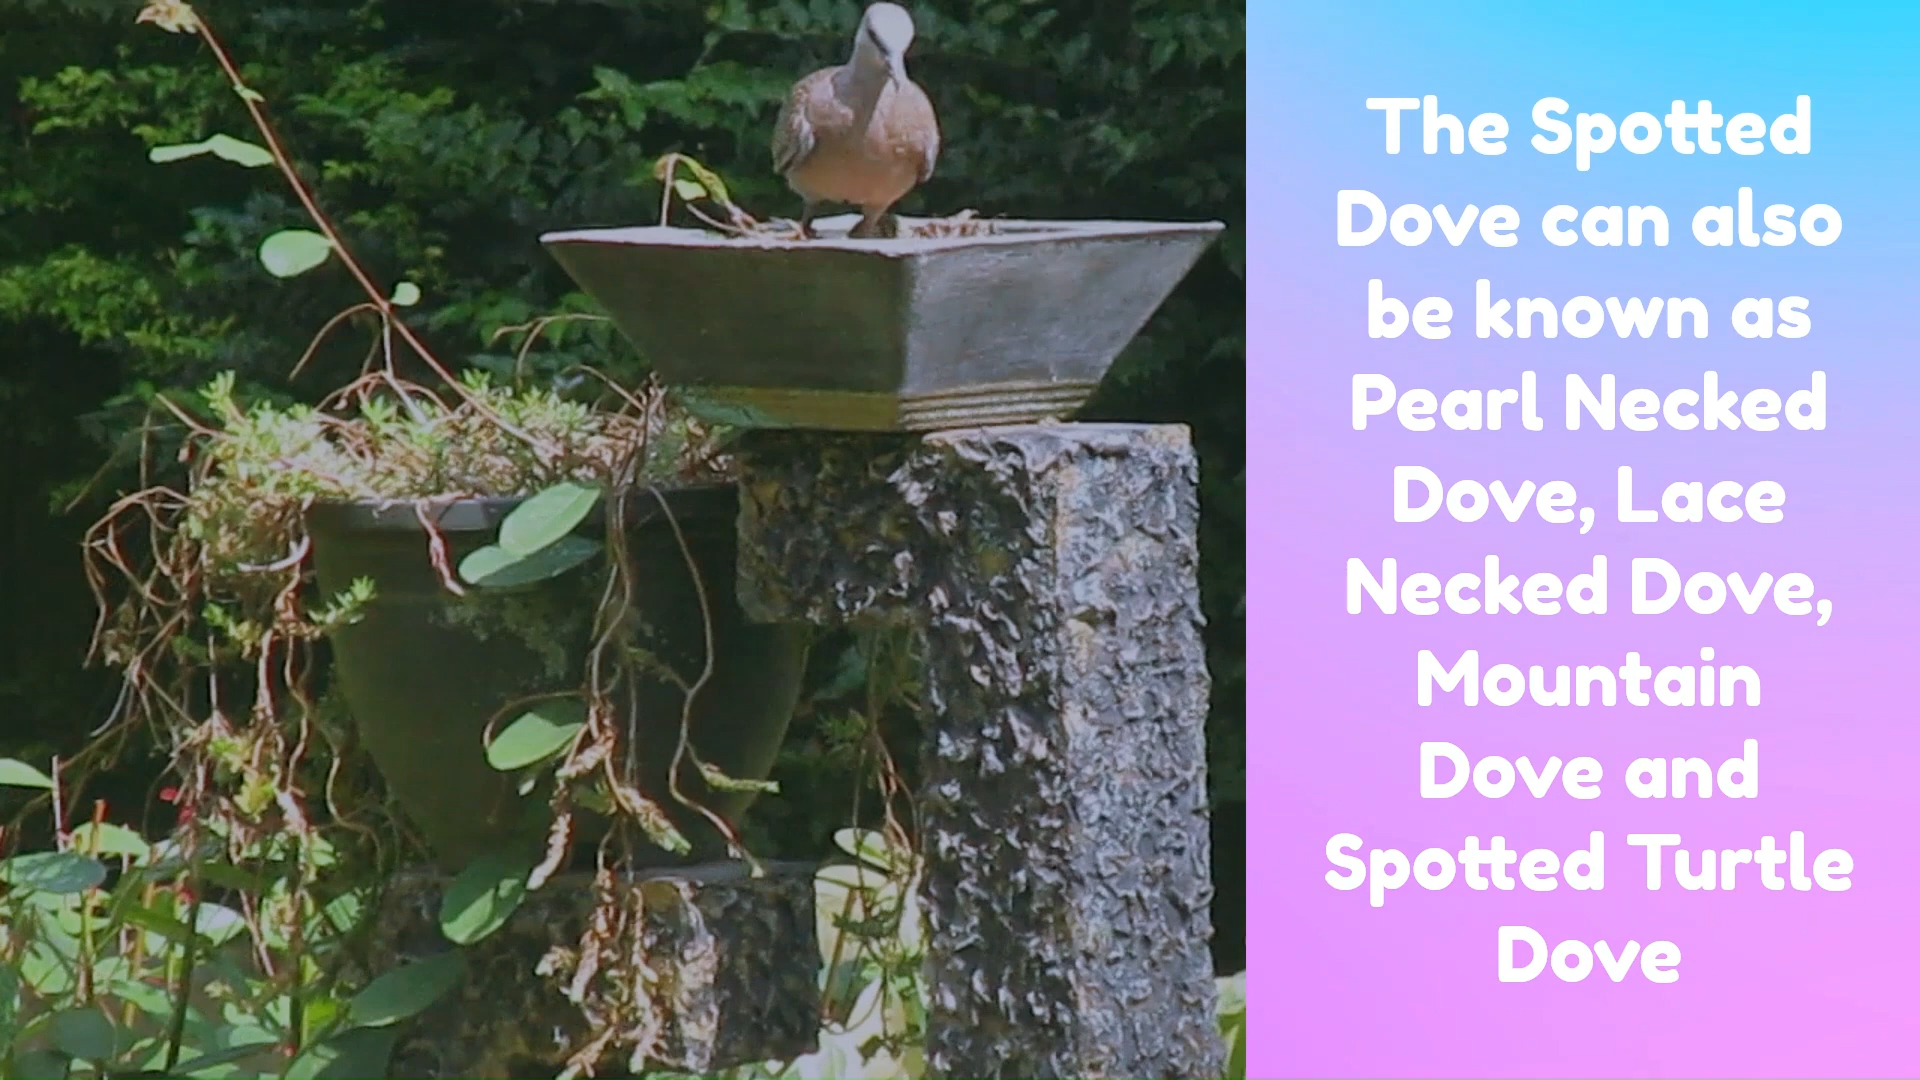 The Spotted
Dove can also
be known as
Pearl Necked
Dove, Lace
Necked Dove,
Mountain
Dove and
Spotted Turtle
Dove